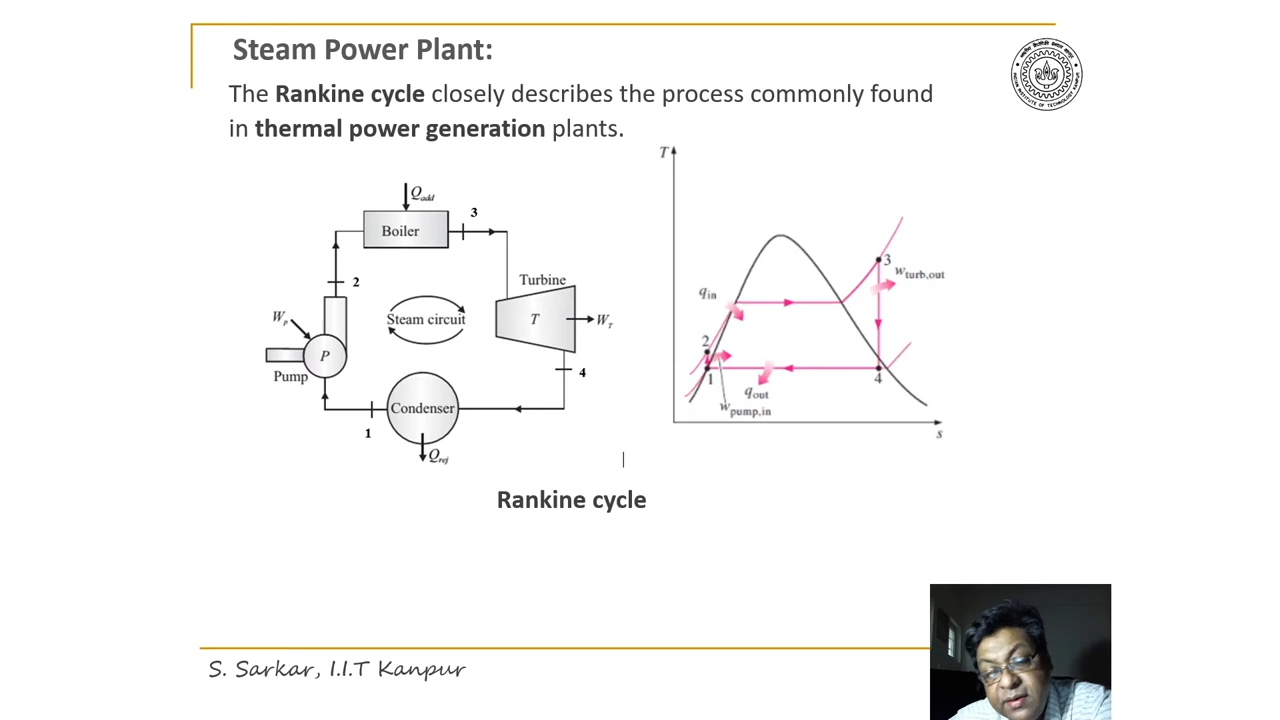 Steam Power Plant:
The Rankine cycle closely describes the process commonly found
in thermal power generation plants.
Q_add
Boiler
3
2
Turbine
Steam circuit
T
W_T
W_P
P
Pump
4
Condenser
1
Q_rej
T
3
w_turb,out
q_in
2
1
4
q_out
w_pump,in
s
Rankine cycle
S. Sarkar, I.I.T Kanpur